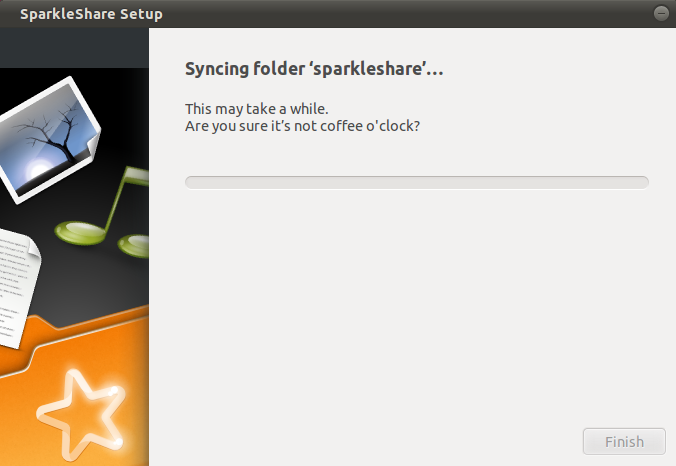 SparkleShare Setup
Syncing folder ‘sparkleshare’…
This may take a while.
Are you sure it’s not coffee o'clock?
Finish